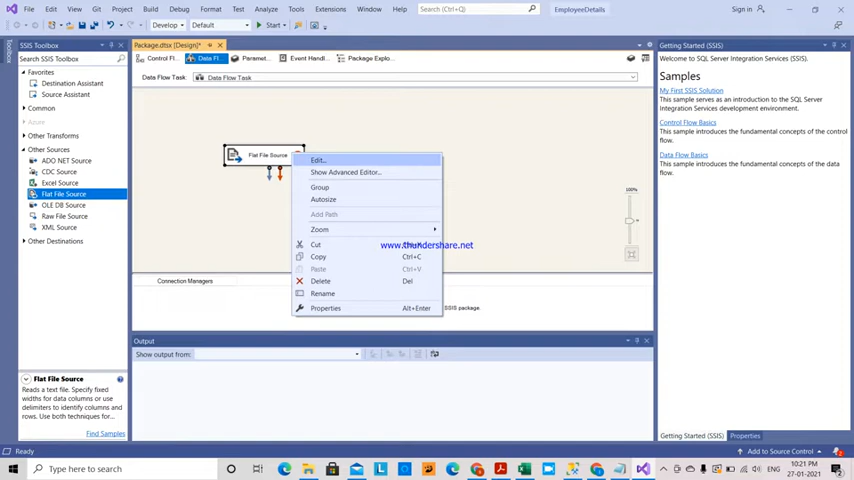 File Edit View Git Project Build Debug Format Test Analyze Tools Extensions Window Help Search (Ctrl+Q) EmployeeDetails Sign in
Develop Default Start
SSIS Toolbox
Search SSIS Toolbox
Favorites
Destination Assistant
Source Assistant
Common
Azure
Other Transforms
Other Sources
ADO NET Source
CDC Source
Excel Source
Flat File Source
OLE DB Source
Raw File Source
XML Source
Other Destinations
Flat File Source
Reads a text file. Specify fixed
widths for data columns or use
delimiters to identify columns and
rows. Use both techniques for...
Find Samples
Toolbox
Package.dtsx [Design]*
Control Fl... Data Fl... Paramet... Event Handl... Package Explo...
Data Flow Task: Data Flow Task
Flat File Source
Edit...
Show Advanced Editor...
Group
Autosize
Add Path
Zoom
Cut
Copy Ctrl+C
Paste Ctrl+V
Delete Del
Rename
Properties Alt+Enter
www.thundershare.net
100%
Connection Managers
SSIS package.
Output
Show output from:
Getting Started (SSIS)
Welcome to SQL Server Integration Services (SSIS).
Samples
My First SSIS Solution
This sample serves as an introduction to the SQL Server
Integration Services (SSIS) development environment.
Control Flow Basics
This sample introduces the fundamental concepts of the control
flow.
Data Flow Basics
This sample introduces the fundamental concepts of the data
flow.
Getting Started (SSIS) Properties
Ready Add to Source Control 2
Type here to search
ENG 10:21 PM
27-01-2021